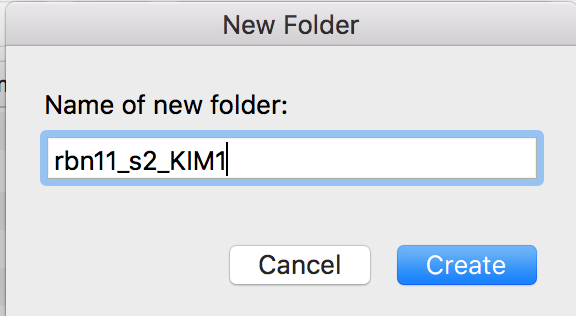 New Folder
Name of new folder:
rbn11_s2_KIM1
Cancel Create